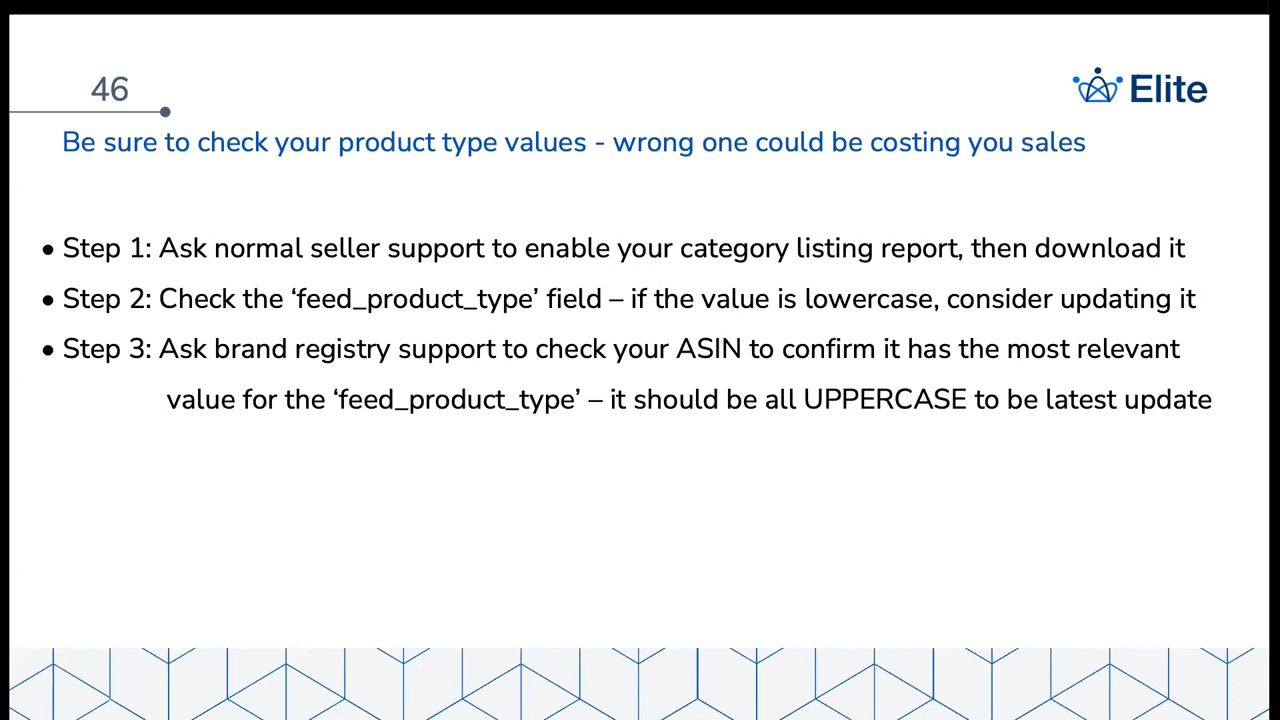 46
Elite
Be sure to check your product type values - wrong one could be costing you sales
• Step 1: Ask normal seller support to enable your category listing report, then download it
• Step 2: Check the ‘feed_product_type’ field – if the value is lowercase, consider updating it
• Step 3: Ask brand registry support to check your ASIN to confirm it has the most relevant
value for the ‘feed_product_type’ – it should be all UPPERCASE to be latest update